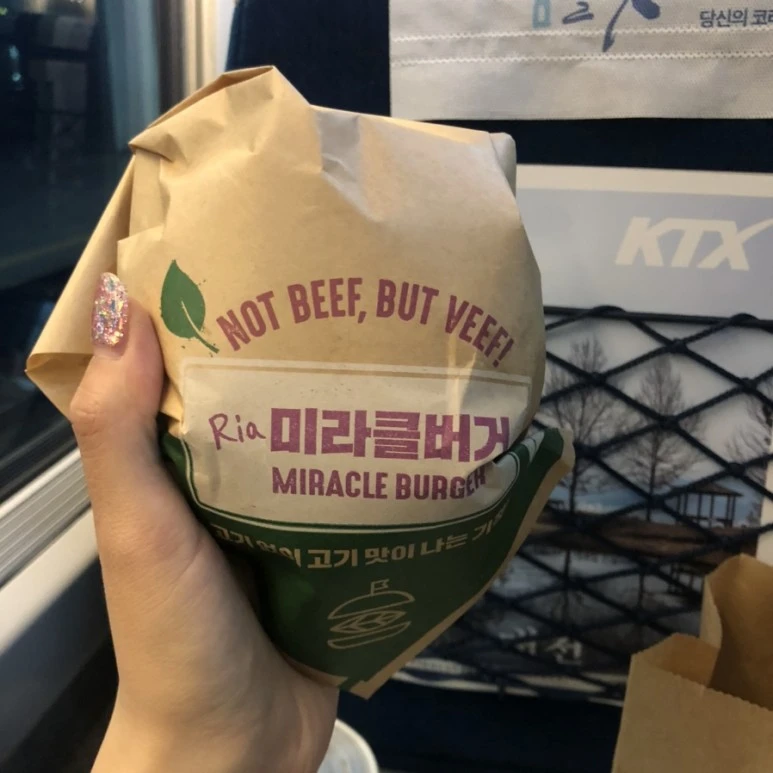 당신의 코
KTX
NOT BEEF, BUT VEEF!
Ria 미라클버거
MIRACLE BURGER
고기 없이 고기 맛이 나는